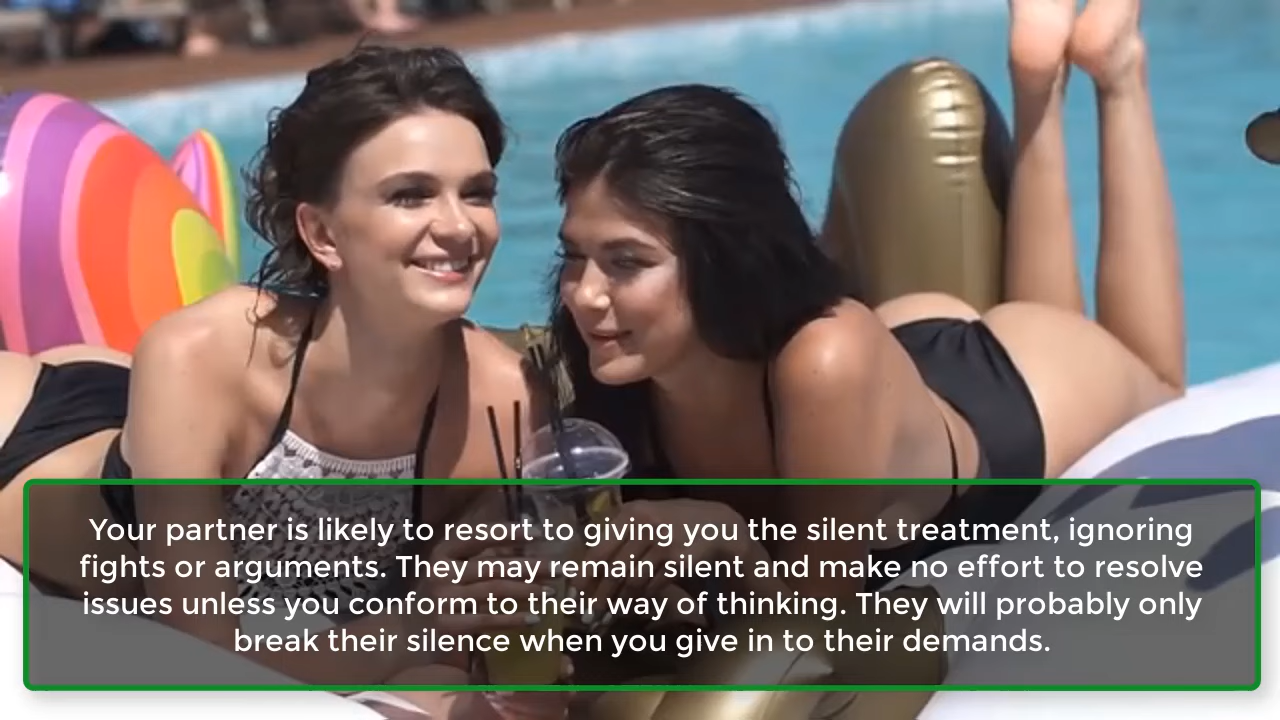 Your partner is likely to resort to giving you the silent treatment, ignoring
fights or arguments. They may remain silent and make no effort to resolve
issues unless you conform to their way of thinking. They will probably only
break their silence when you give in to their demands.